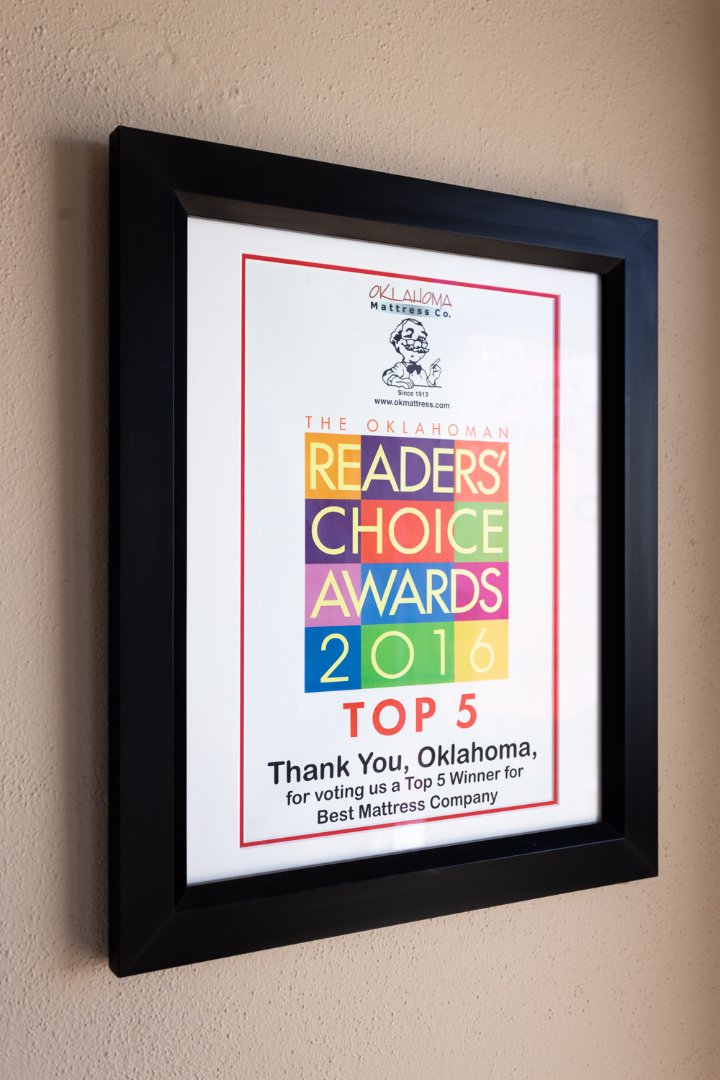 OKLAHOMA
Mattress Co.
Since 1913
www.okmattress.com
THE OKLAHOMAN
READERS'
CHOICE
AWARDS
2016
TOP 5
Thank You, Oklahoma,
for voting us a Top 5 Winner for
Best Mattress Company